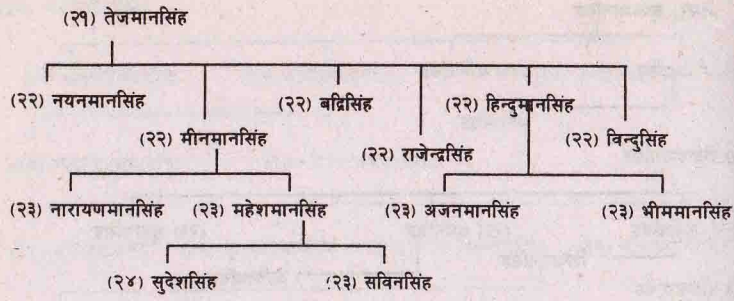 (२१) तेजमानसिंह
(२२) नयनमानसिंह (२२) बद्रिसिंह (२२) हिन्दुमानसिंह
(२२) मीनमानसिंह (२२) राजेन्द्रसिंह (२२) विन्दुसिंह
(२३) नारायणमानसिंह (२३) महेशमानसिंह (२३) अजनमानसिंह (२३) भीममानसिंह
(२४) सुदेशसिंह (२३) सविनसिंह